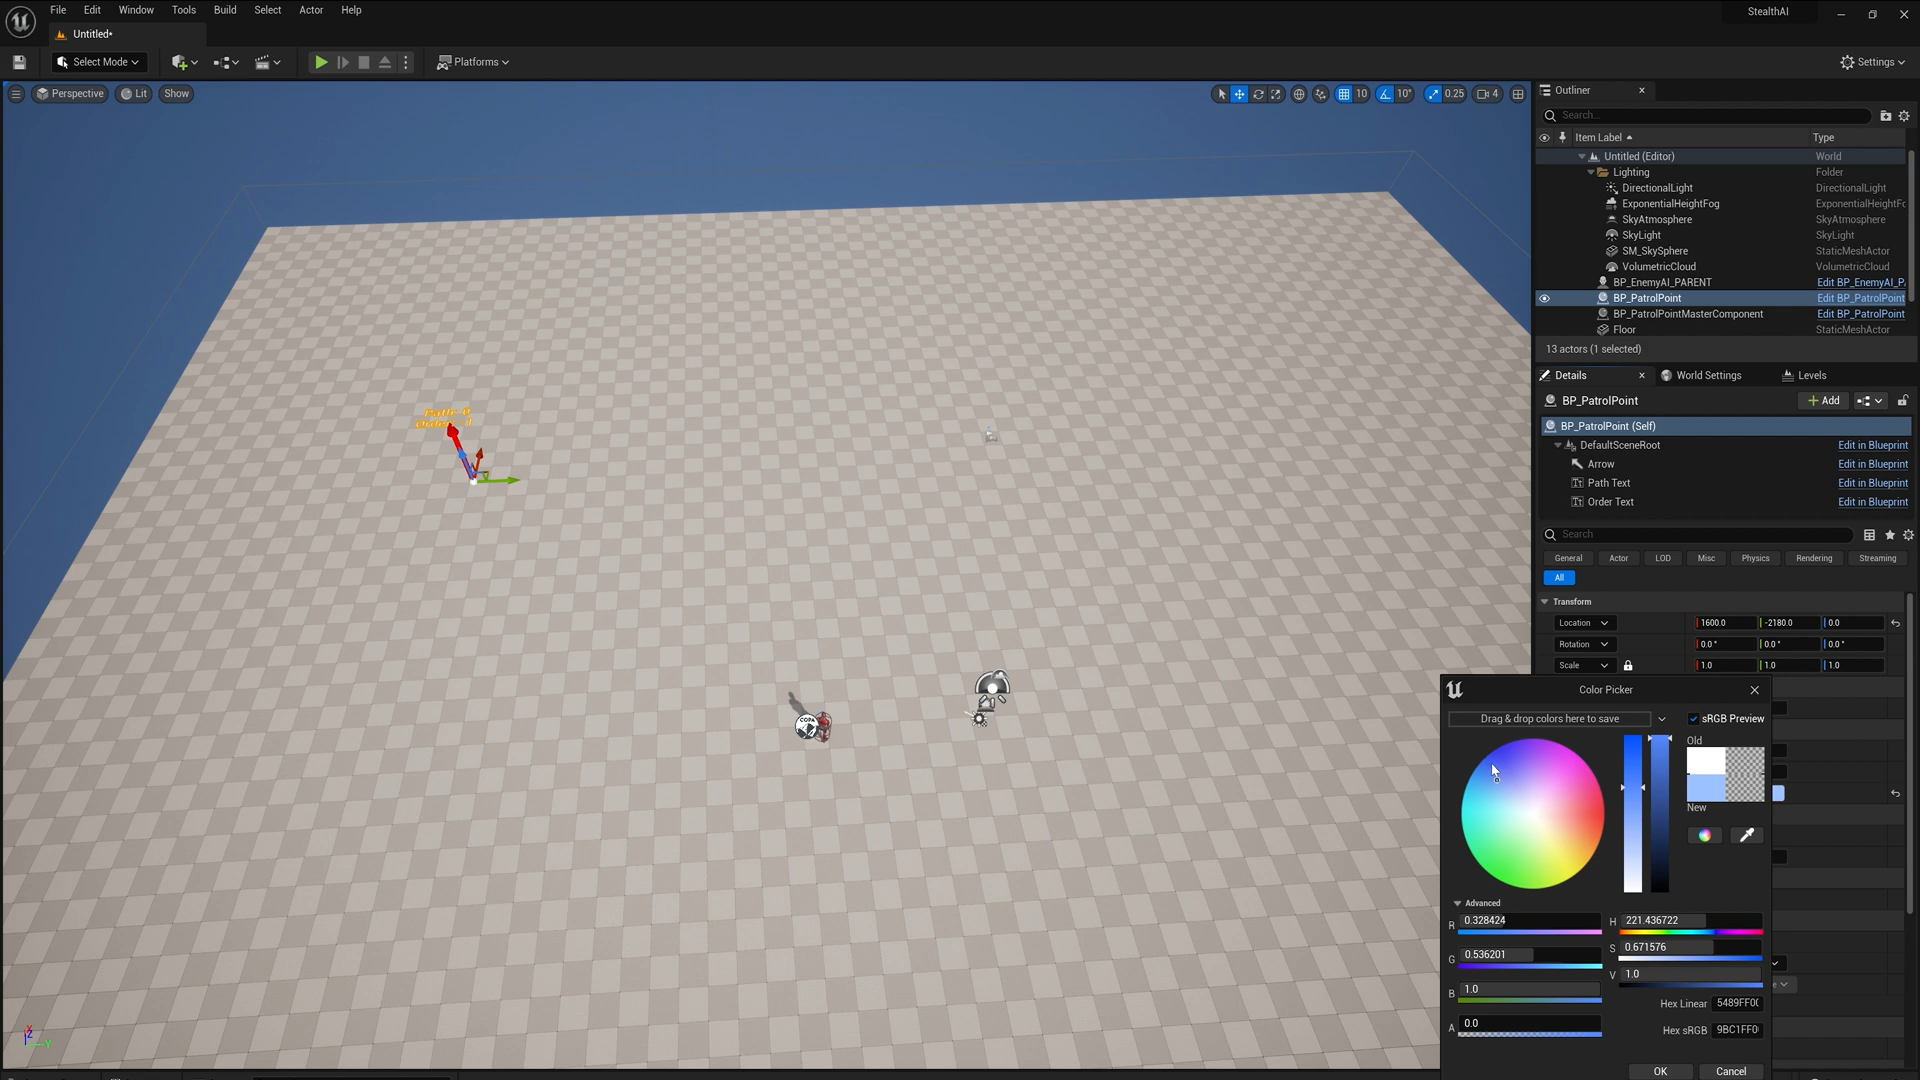 File Edit Window Tools Build Select Actor Help
StealthAI
Untitled*
Select Mode
Platforms
Settings
Perspective Lit Show
10 10° 0.25 4
Outliner
Search...
Item Label Type
Untitled (Editor) World
Lighting Folder
DirectionalLight DirectionalLight
ExponentialHeightFog ExponentialHeightFc
SkyAtmosphere SkyAtmosphere
SkyLight SkyLight
SM_SkySphere StaticMeshActor
VolumetricCloud VolumetricCloud
BP_EnemyAI_PARENT Edit BP_EnemyAI_P
BP_PatrolPoint Edit BP_PatrolPoint
BP_PatrolPointMasterComponent Edit BP_PatrolPoint
Floor StaticMeshActor
13 actors (1 selected)
Details World Settings Levels
BP_PatrolPoint
Add
BP_PatrolPoint (Self)
DefaultSceneRoot Edit in Blueprint
Arrow Edit in Blueprint
Path Text Edit in Blueprint
Order Text Edit in Blueprint
Search
General Actor LOD Misc Physics Rendering Streaming
All
Transform
Location 1600.0 -2180.0 0.0
Rotation 0.0° 0.0° 0.0°
Scale 1.0 1.0 1.0
Color Picker
Drag & drop colors here to save
sRGB Preview
Old
New
Advanced
R 0.328424 H 221.436722
G 0.536201 S 0.671576
B 1.0 V 1.0
A 0.0
Hex Linear 5489FF0
Hex sRGB 9BC1FF0
OK Cancel